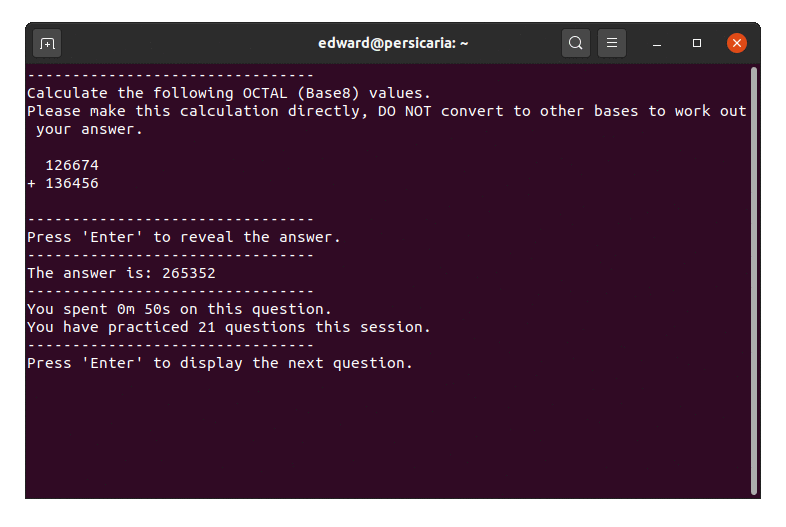 edward@persicaria: ~
--------------------------------
Calculate the following OCTAL (Base8) values.
Please make this calculation directly, DO NOT convert to other bases to work out
 your answer.
  126674
+ 136456
--------------------------------
Press 'Enter' to reveal the answer.
--------------------------------
The answer is: 265352
--------------------------------
You spent 0m 50s on this question.
You have practiced 21 questions this session.
--------------------------------
Press 'Enter' to display the next question.